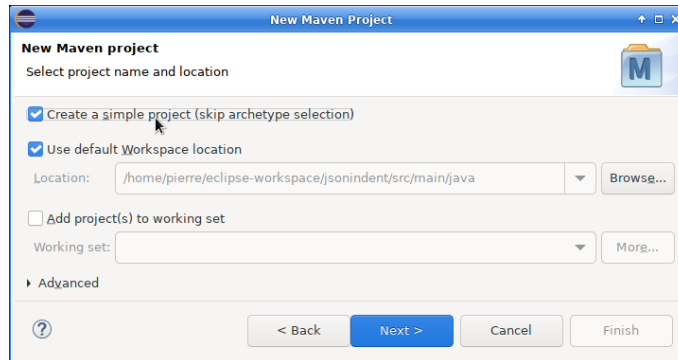 New Maven Project
New Maven project
Select project name and location
M
Create a simple project (skip archetype selection)
Use default Workspace location
Location: /home/pierre/eclipse-workspace/jsonindent/src/main/java Browse...
Add project(s) to working set
Working set: More...
Advanced
? < Back Next > Cancel Finish